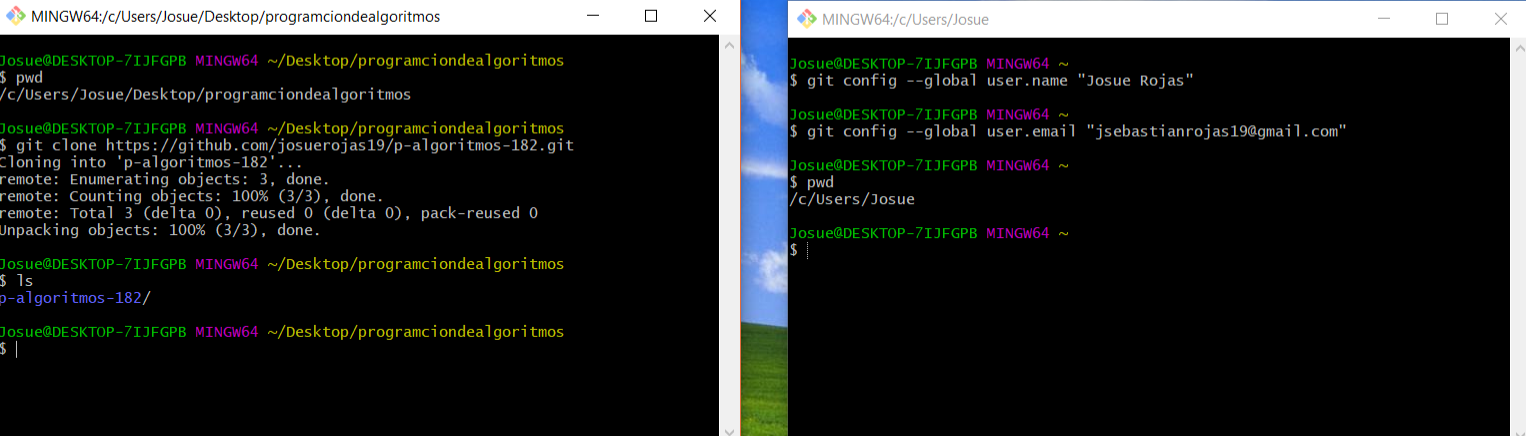 MINGW64:/c/Users/Josue/Desktop/programciondealgoritmos
Josue@DESKTOP-7IJFGPB MINGW64 ~/Desktop/programciondealgoritmos
$ pwd
/c/Users/Josue/Desktop/programciondealgoritmos
Josue@DESKTOP-7IJFGPB MINGW64 ~/Desktop/programciondealgoritmos
$ git clone https://github.com/josuerojas19/p-algoritmos-182.git
Cloning into 'p-algoritmos-182'...
remote: Enumerating objects: 3, done.
remote: Counting objects: 100% (3/3), done.
remote: Total 3 (delta 0), reused 0 (delta 0), pack-reused 0
Unpacking objects: 100% (3/3), done.
Josue@DESKTOP-7IJFGPB MINGW64 ~/Desktop/programciondealgoritmos
$ ls
p-algoritmos-182/
Josue@DESKTOP-7IJFGPB MINGW64 ~/Desktop/programciondealgoritmos
$
MINGW64:/c/Users/Josue
Josue@DESKTOP-7IJFGPB MINGW64 ~
$ git config --global user.name "Josue Rojas"
Josue@DESKTOP-7IJFGPB MINGW64 ~
$ git config --global user.email "jsebastianrojas19@gmail.com"
Josue@DESKTOP-7IJFGPB MINGW64 ~
$ pwd
/c/Users/Josue
Josue@DESKTOP-7IJFGPB MINGW64 ~
$